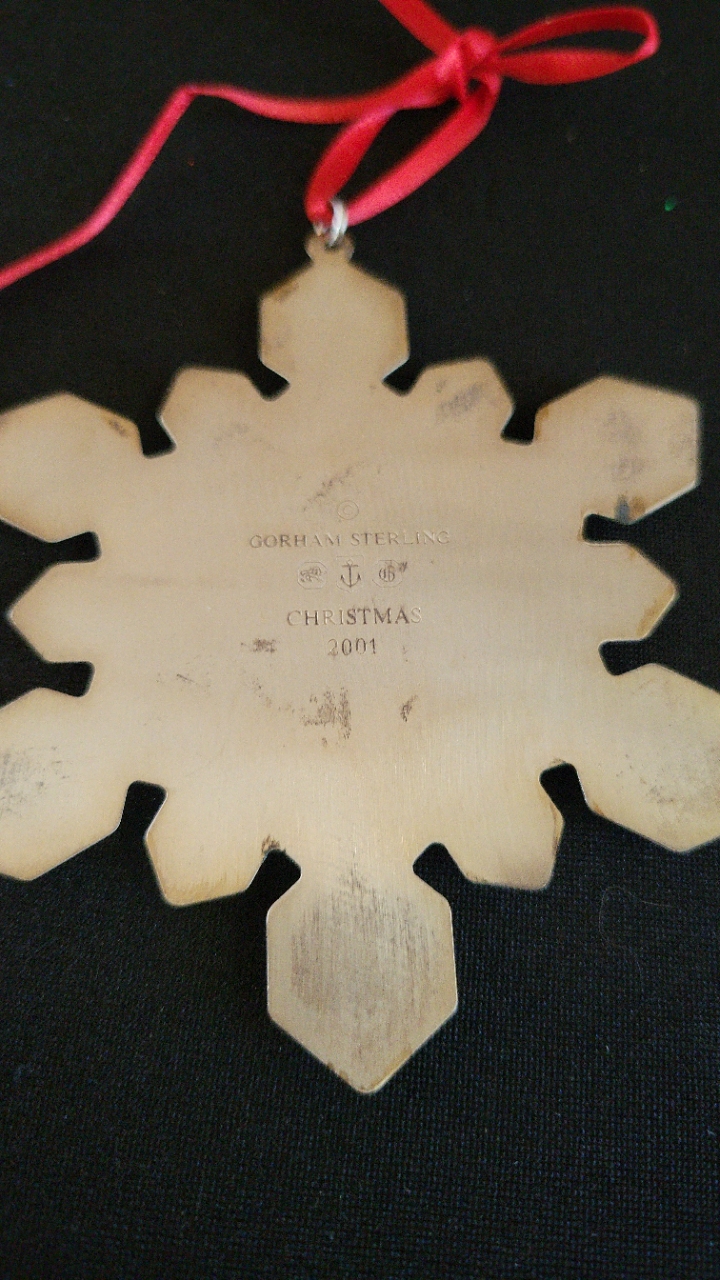 ©
GORHAM STERLING
CHRISTMAS
2001